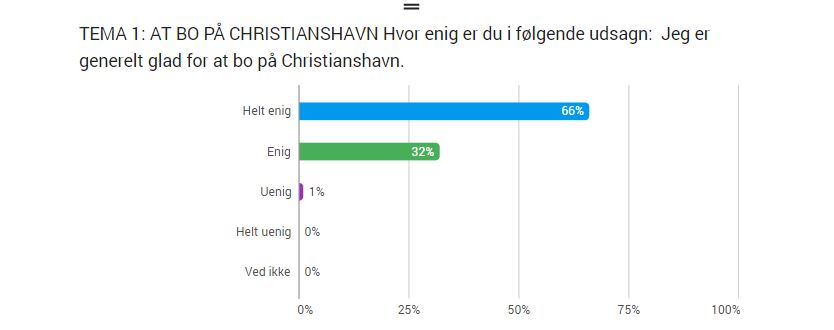 TEMA 1: AT BO PÅ CHRISTIANSHAVN Hvor enig er du i følgende udsagn:  Jeg er
generelt glad for at bo på Christianshavn.
Helt enig 66%
Enig 32%
Uenig 1%
Helt uenig 0%
Ved ikke 0%
0% 25% 50% 75% 100%